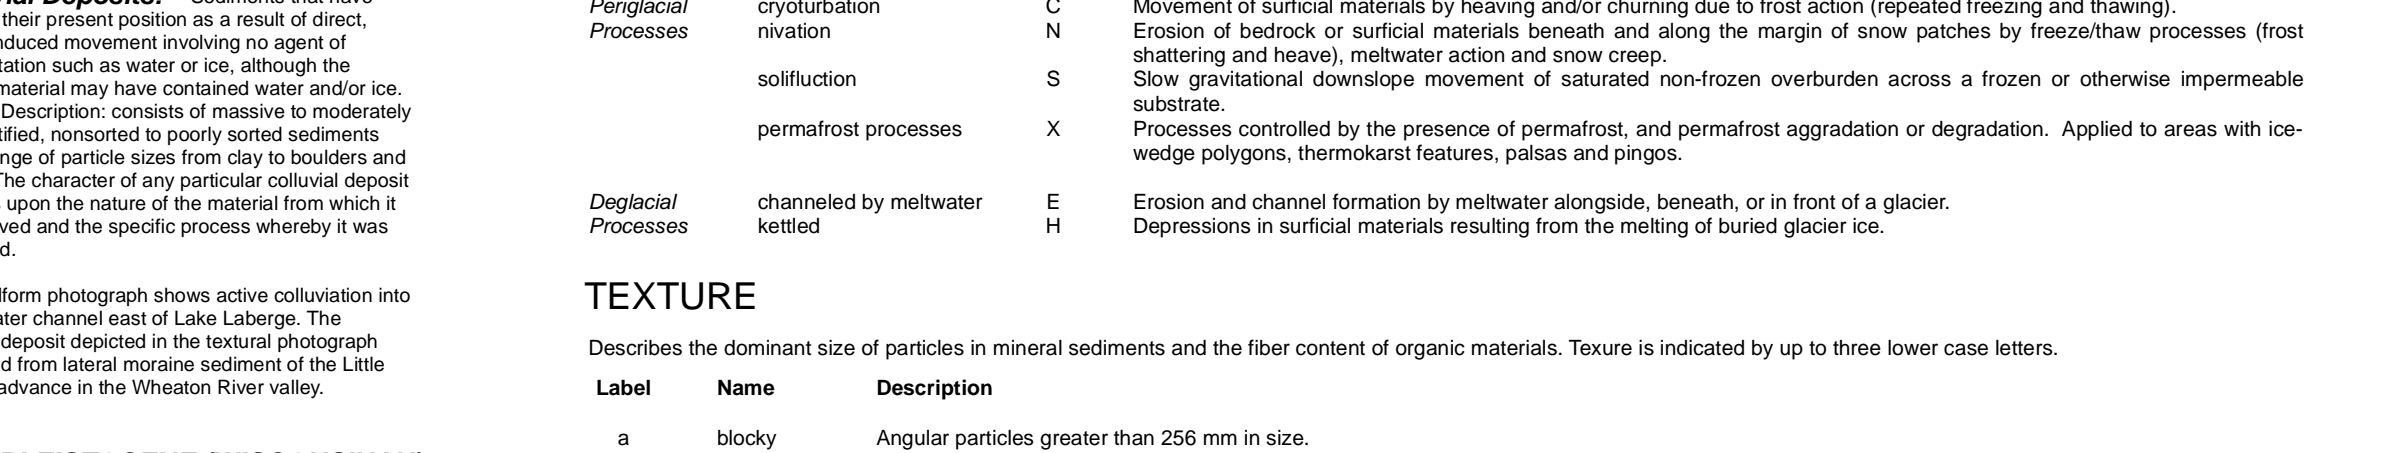 Deposits. Sediments that have
their present position as a result of direct,
nduced movement involving no agent of
tation such as water or ice, although the
material may have contained water and/or ice.
Description: consists of massive to moderately
tified, nonsorted to poorly sorted sediments
nge of particle sizes from clay to boulders and
The character of any particular colluvial deposit
upon the nature of the material from which it
ved and the specific process whereby it was
d.
lform photograph shows active colluviation into
ater channel east of Lake Laberge. The
deposit depicted in the textural photograph
d from lateral moraine sediment of the Little
advance in the Wheaton River valley.
Periglacial cryoturbation C Movement of surficial materials by heaving and/or churning due to frost action (repeated freezing and thawing).
Processes nivation N Erosion of bedrock or surficial materials beneath and along the margin of snow patches by freeze/thaw processes (frost
shattering and heave), meltwater action and snow creep.
solifluction S Slow gravitational downslope movement of saturated non-frozen overburden across a frozen or otherwise impermeable
substrate.
permafrost processes X Processes controlled by the presence of permafrost, and permafrost aggradation or degradation. Applied to areas with ice-
wedge polygons, thermokarst features, palsas and pingos.
Deglacial channeled by meltwater E Erosion and channel formation by meltwater alongside, beneath, or in front of a glacier.
Processes kettled H Depressions in surficial materials resulting from the melting of buried glacier ice.
TEXTURE
Describes the dominant size of particles in mineral sediments and the fiber content of organic materials. Texure is indicated by up to three lower case letters.
Label Name Description
a blocky Angular particles greater than 256 mm in size.